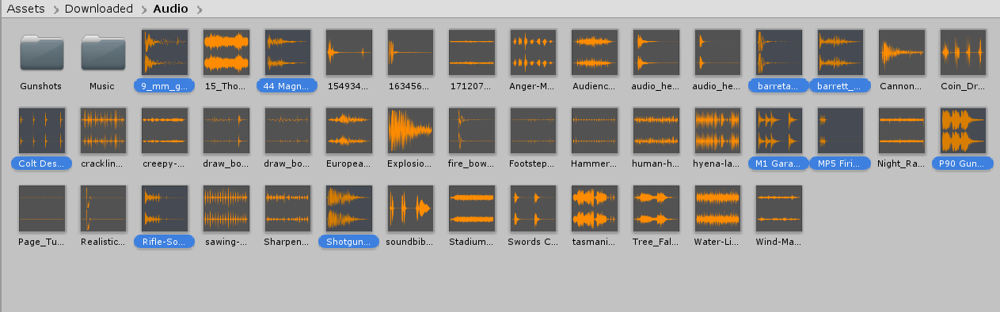 Assets > Downloaded > Audio >
Gunshots Music 9_mm_g... 15_Tho... 44 Magn... 154934... 163456... 171207... Anger-M... Audienc... audio_he... audio_he... barreta... barrett_... Cannon... Coin_Dr...
Colt Des... cracklin... creepy-... draw_bo... draw_bo... Europea... Explosio... fire_bow... Footstep... Hammer... human-h... hyena-la... M1 Gara... MP5 Firi... Night_Ra... P90 Gun...
Page_Tu... Realistic... Rifle-So... sawing-... Sharpen... Shotgun... soundbib... Stadium... Swords C... tasmani... Tree_Fal... Water-Li... Wind-Ma...